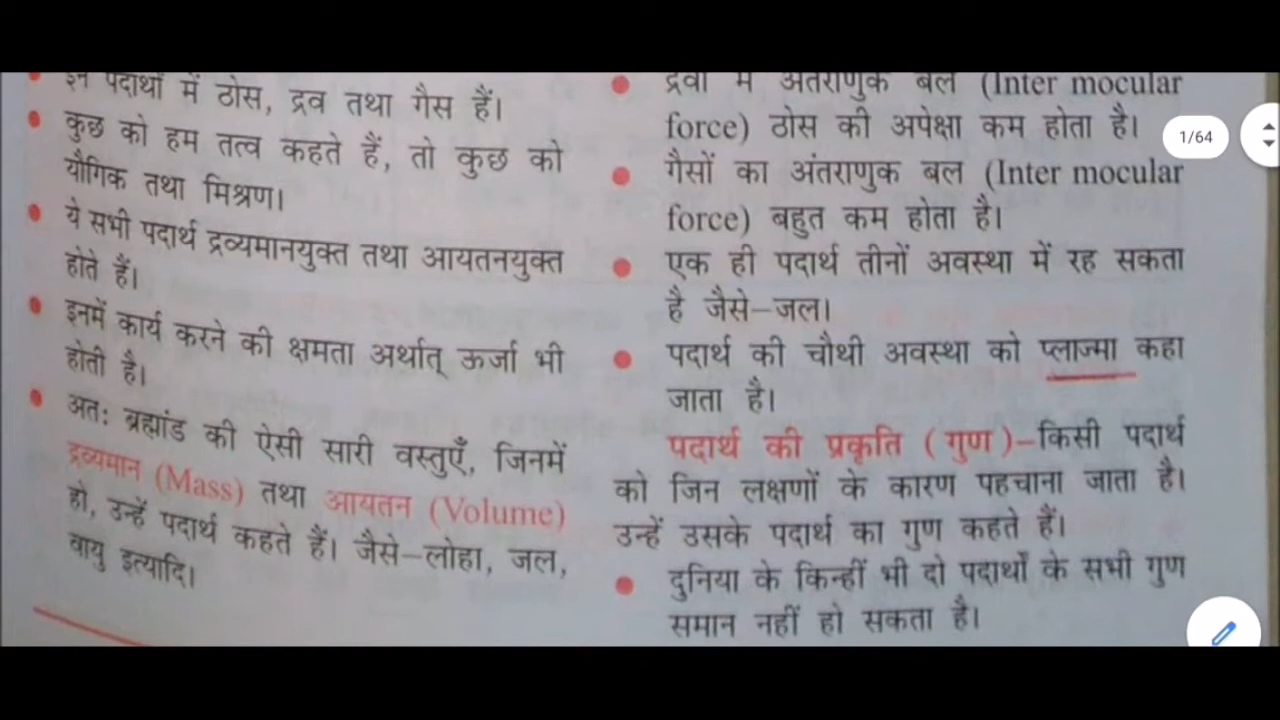 इन पदार्थों में ठोस, द्रव तथा गैस हैं।
कुछ को हम तत्व कहते हैं, तो कुछ को
यौगिक तथा मिश्रण।
ये सभी पदार्थ द्रव्यमानयुक्त तथा आयतनयुक्त
होते हैं।
इनमें कार्य करने की क्षमता अर्थात् ऊर्जा भी
होती है।
अतः ब्रह्मांड की ऐसी सारी वस्तुएँ, जिनमें
द्रव्यमान (Mass) तथा आयतन (Volume)
हो, उन्हें पदार्थ कहते हैं। जैसे–लोहा, जल,
वायु इत्यादि।
द्रवों में अंतराणुक बल (Inter mocular
force) ठोस की अपेक्षा कम होता है।
गैसों का अंतराणुक बल (Inter mocular
force) बहुत कम होता है।
एक ही पदार्थ तीनों अवस्था में रह सकता
है जैसे–जल।
पदार्थ की चौथी अवस्था को प्लाज्मा कहा
जाता है।
पदार्थ की प्रकृति (गुण)–किसी पदार्थ
को जिन लक्षणों के कारण पहचाना जाता है।
उन्हें उसके पदार्थ का गुण कहते हैं।
दुनिया के किन्हीं भी दो पदार्थों के सभी गुण
समान नहीं हो सकता है।
1/64